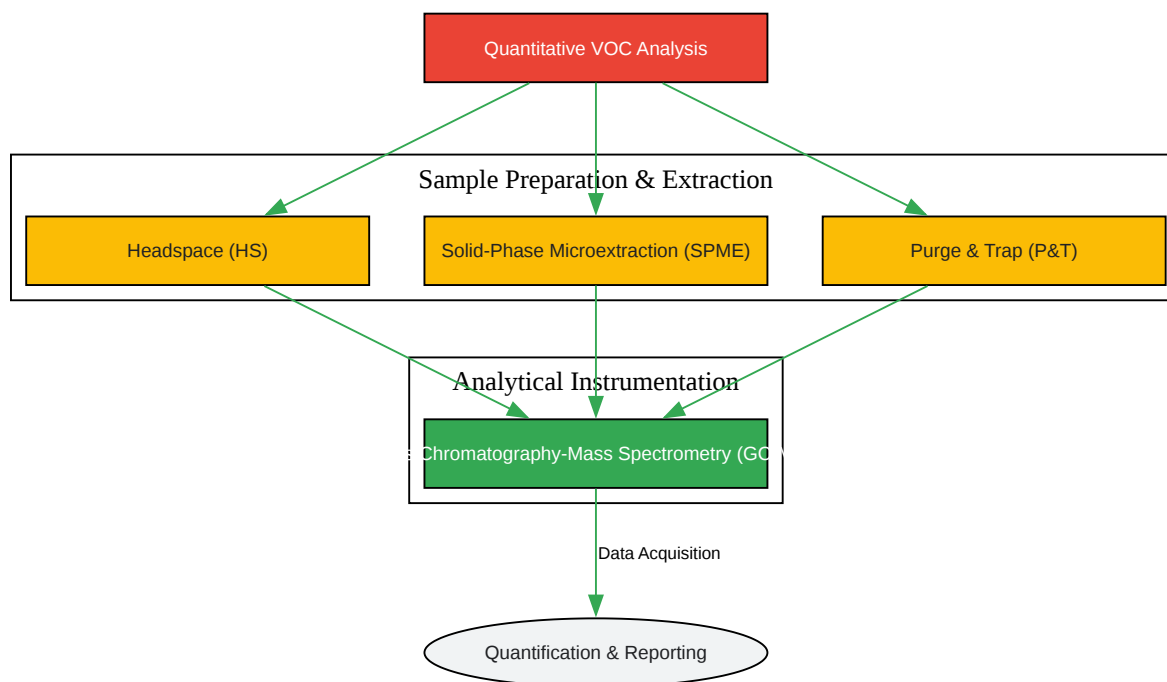 Quantitative VOC Analysis
Sample Preparation & Extraction
Headspace (HS)
Solid-Phase Microextraction (SPME)
Purge & Trap (P&T)
Analytical Instrumentation
Chromatography-Mass Spectrometry
Data Acquisition
Quantification & Reporting